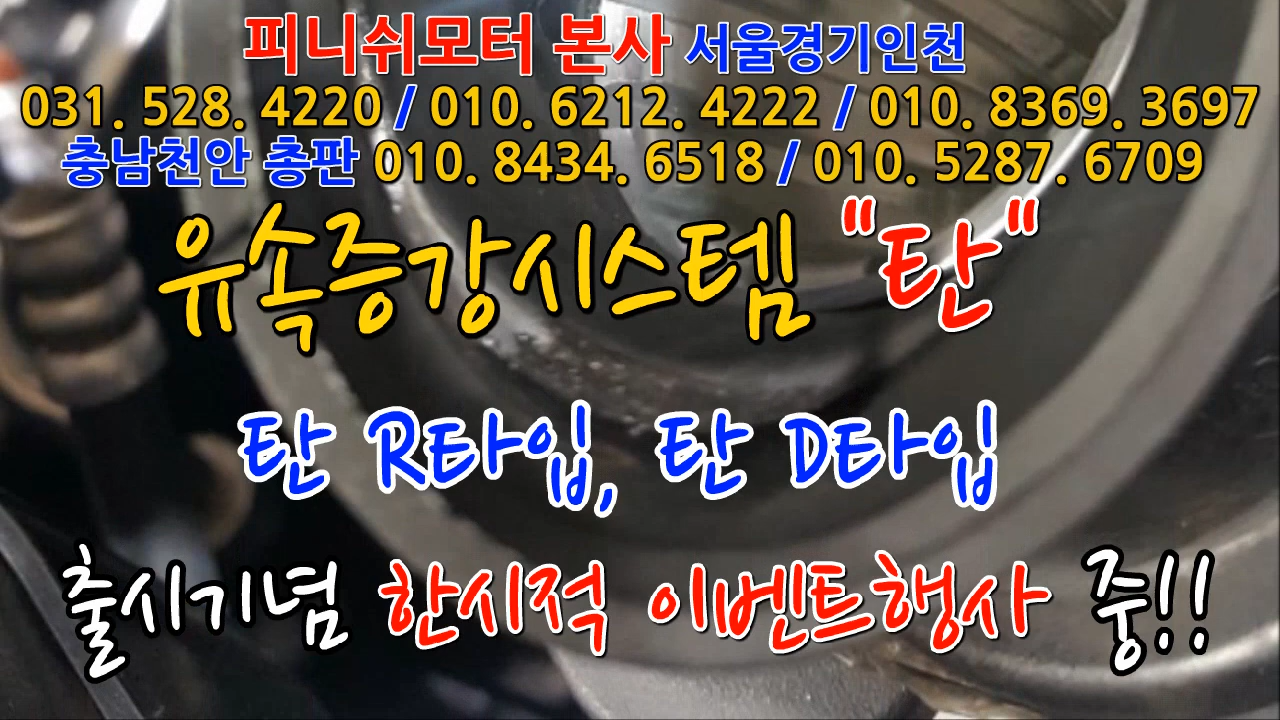 피니쉬모터 본사 서울경기인천
031. 528. 4220 / 010. 6212. 4222 / 010. 8369. 3697
충남천안 총판 010. 8434. 6518 / 010. 5287. 6709
유속증강시스템 "탄"
탄 R타입, 탄 D타입
출시기념 한시적 이벤트행사 중!!